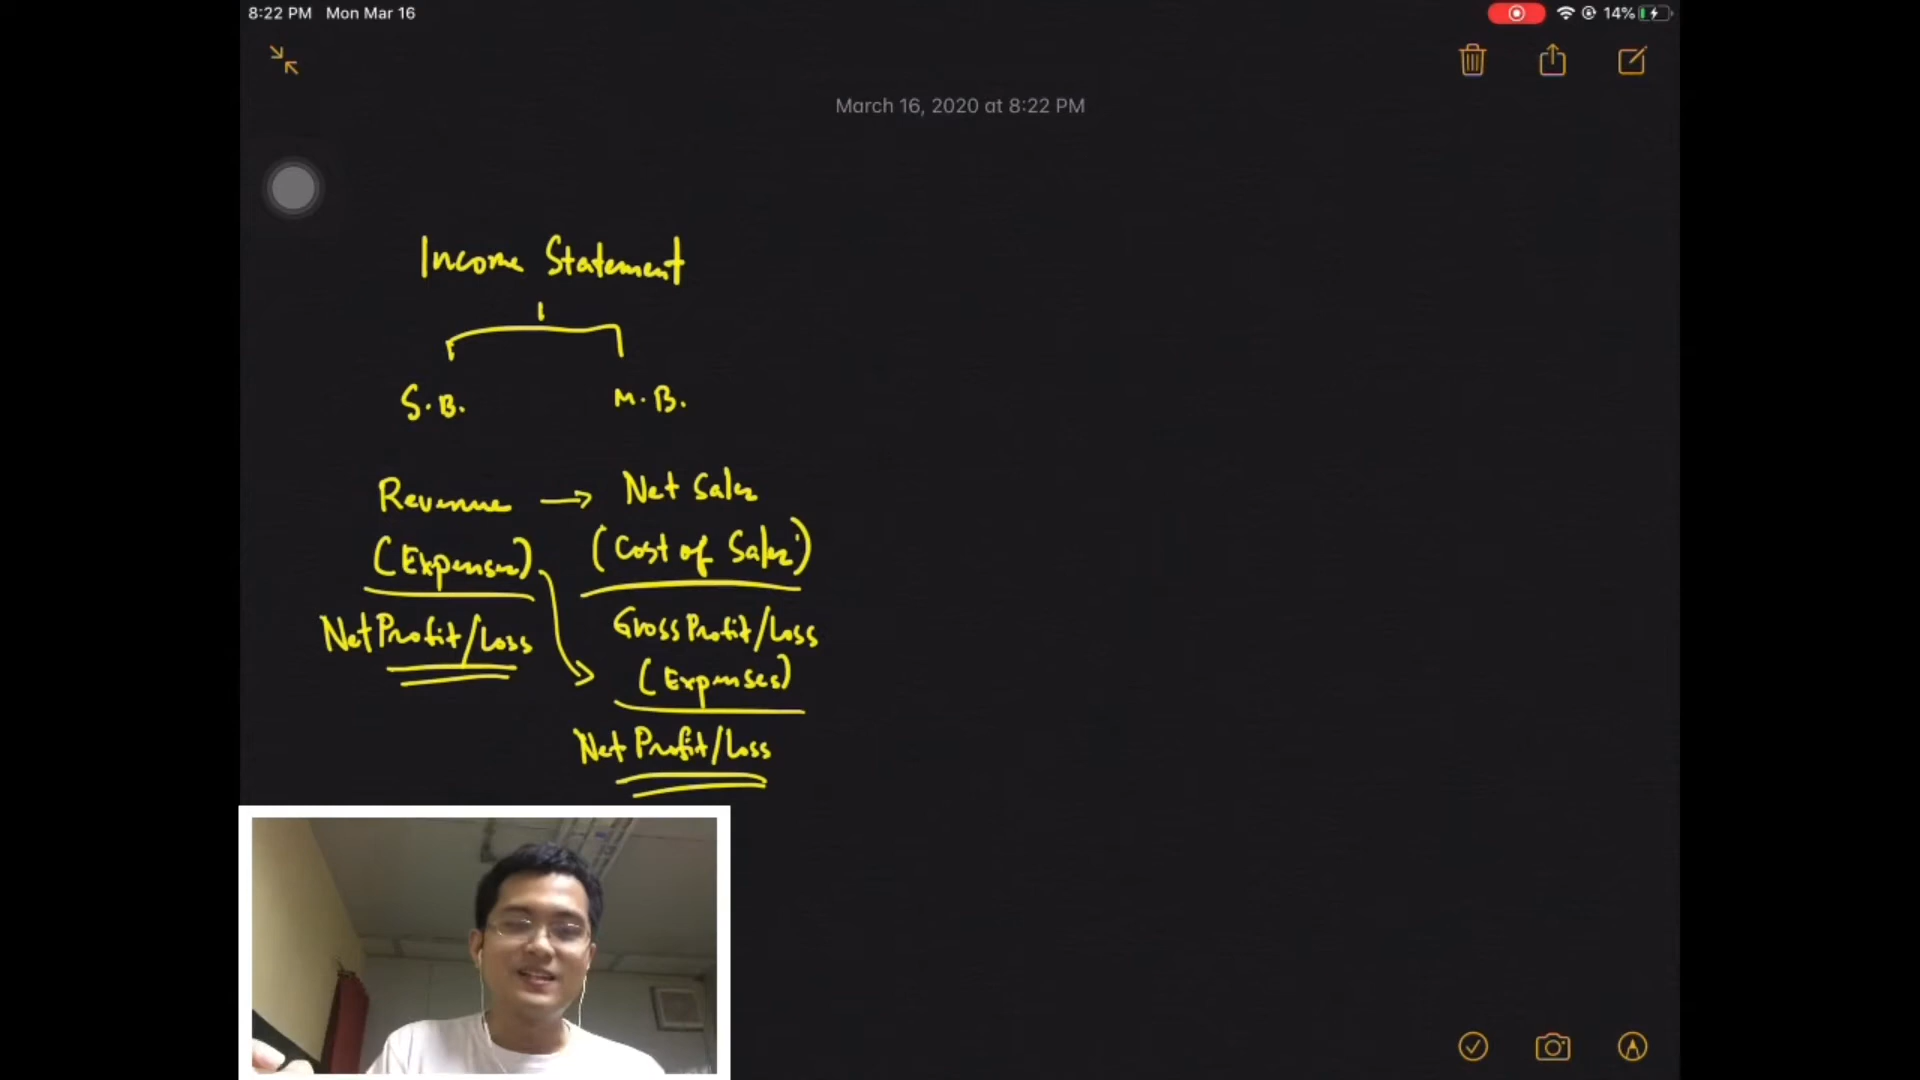 8:22 PM Mon Mar 16
14%
March 16, 2020 at 8:22 PM
Income Statement
S.B. M.B.
Revenue → Net Sales
(Expenses) (Cost of Sales)
Net Profit/Loss Gross Profit/Loss
(Expenses)
Net Profit/Loss